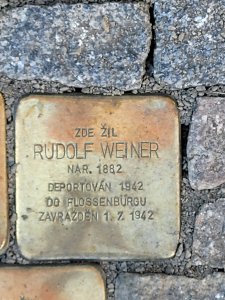 ZDE ŽIL
RUDOLF WEINER
NAR. 1882
DEPORTOVÁN 1942
DO FLOSSENBÜRGU
ZAVRAŽDĚN 1. 7. 1942